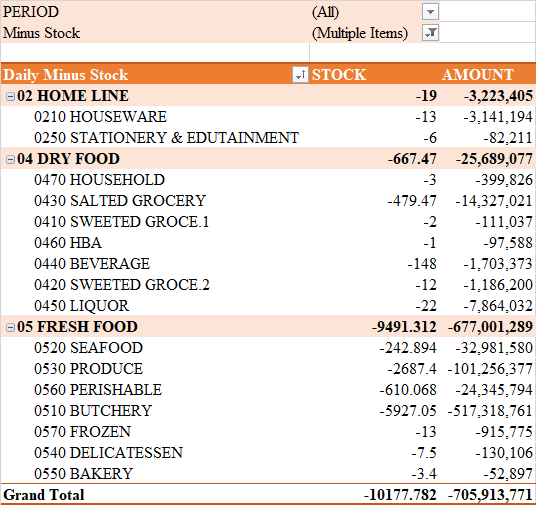 PERIOD (All)
Minus Stock (Multiple Items)
Daily Minus Stock STOCK AMOUNT
02 HOME LINE -19 -3,223,405
0210 HOUSEWARE -13 -3,141,194
0250 STATIONERY & EDUTAINMENT -6 -82,211
04 DRY FOOD -667.47 -25,689,077
0470 HOUSEHOLD -3 -399,826
0430 SALTED GROCERY -479.47 -14,327,021
0410 SWEETED GROCE.1 -2 -111,037
0460 HBA -1 -97,588
0440 BEVERAGE -148 -1,703,373
0420 SWEETED GROCE.2 -12 -1,186,200
0450 LIQUOR -22 -7,864,032
05 FRESH FOOD -9491.312 -677,001,289
0520 SEAFOOD -242.894 -32,981,580
0530 PRODUCE -2687.4 -101,256,377
0560 PERISHABLE -610.068 -24,345,794
0510 BUTCHERY -5927.05 -517,318,761
0570 FROZEN -13 -915,775
0540 DELICATESSEN -7.5 -130,106
0550 BAKERY -3.4 -52,897
Grand Total -10177.782 -705,913,771